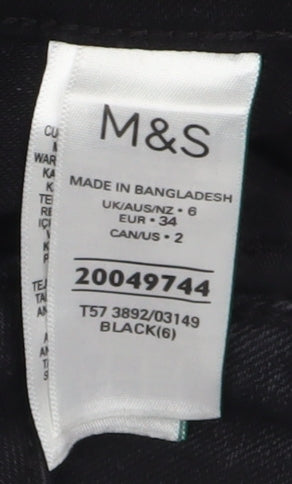 M&S
MADE IN BANGLADESH
UK/AUS/NZ • 6
EUR • 34
CAN/US • 2
20049744
T57 3892/03149
BLACK(6)